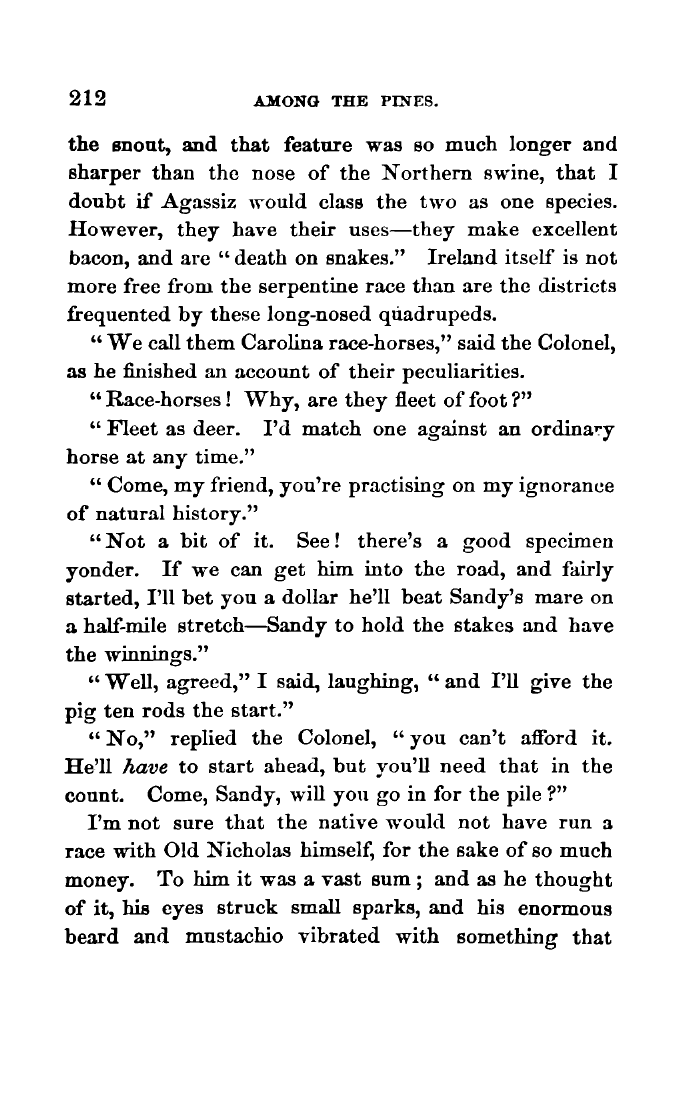 212 AMONG THE PINES.
the snout, and that feature was so much longer and
sharper than the nose of the Northern swine, that I
doubt if Agassiz would class the two as one species.
However, they have their uses—they make excellent
bacon, and are “ death on snakes.” Ireland itself is not
more free from the serpentine race than are the districts
frequented by these long-nosed quadrupeds.
“ We call them Carolina race-horses,” said the Colonel,
as he finished an account of their peculiarities.
“ Race-horses ! Why, are they fleet of foot ?”
“ Fleet as deer. I’d match one against an ordinary
horse at any time.”
“ Come, my friend, you’re practising on my ignorance
of natural history.”
“ Not a bit of it. See ! there’s a good specimen
yonder. If we can get him into the road, and fairly
started, I’ll bet you a dollar he’ll beat Sandy’s mare on
a half-mile stretch—Sandy to hold the stakes and have
the winnings.”
“ Well, agreed,” I said, laughing, “ and I’ll give the
pig ten rods the start.”
“ No,” replied the Colonel, “ you can’t afford it.
He’ll have to start ahead, but you’ll need that in the
count. Come, Sandy, will you go in for the pile ?”
I’m not sure that the native would not have run a
race with Old Nicholas himself, for the sake of so much
money. To him it was a vast sum ; and as he thought
of it, his eyes struck small sparks, and his enormous
beard and mustachio vibrated with something that